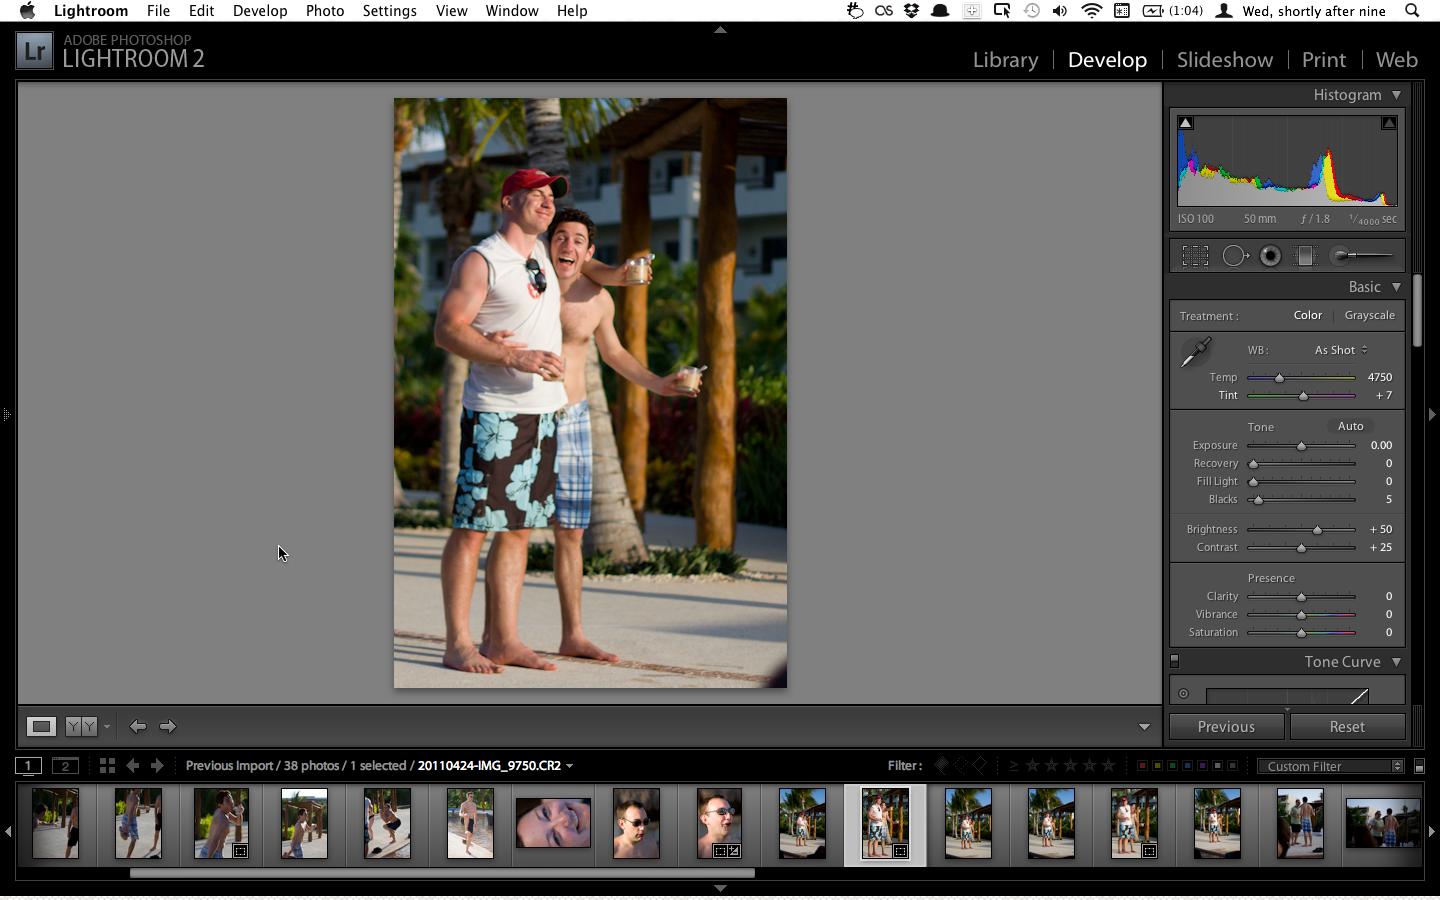 Lightroom File Edit Develop Photo Settings View Window Help (1:04) Wed, shortly after nine
ADOBE PHOTOSHOP
LIGHTROOM 2
Lr
Library Develop Slideshow Print Web
Histogram
ISO 100 50 mm ƒ / 1.8 1/4000 sec
Basic
Treatment : Color Grayscale
WB : As Shot
Temp 4750
Tint + 7
Tone Auto
Exposure 0.00
Recovery 0
Fill Light 0
Blacks 5
Brightness + 50
Contrast + 25
Presence
Clarity 0
Vibrance 0
Saturation 0
Tone Curve
Y Y
Previous Reset
1 2 Previous Import / 38 photos / 1 selected / 20110424-IMG_9750.CR2 Filter : ≥ Custom Filter